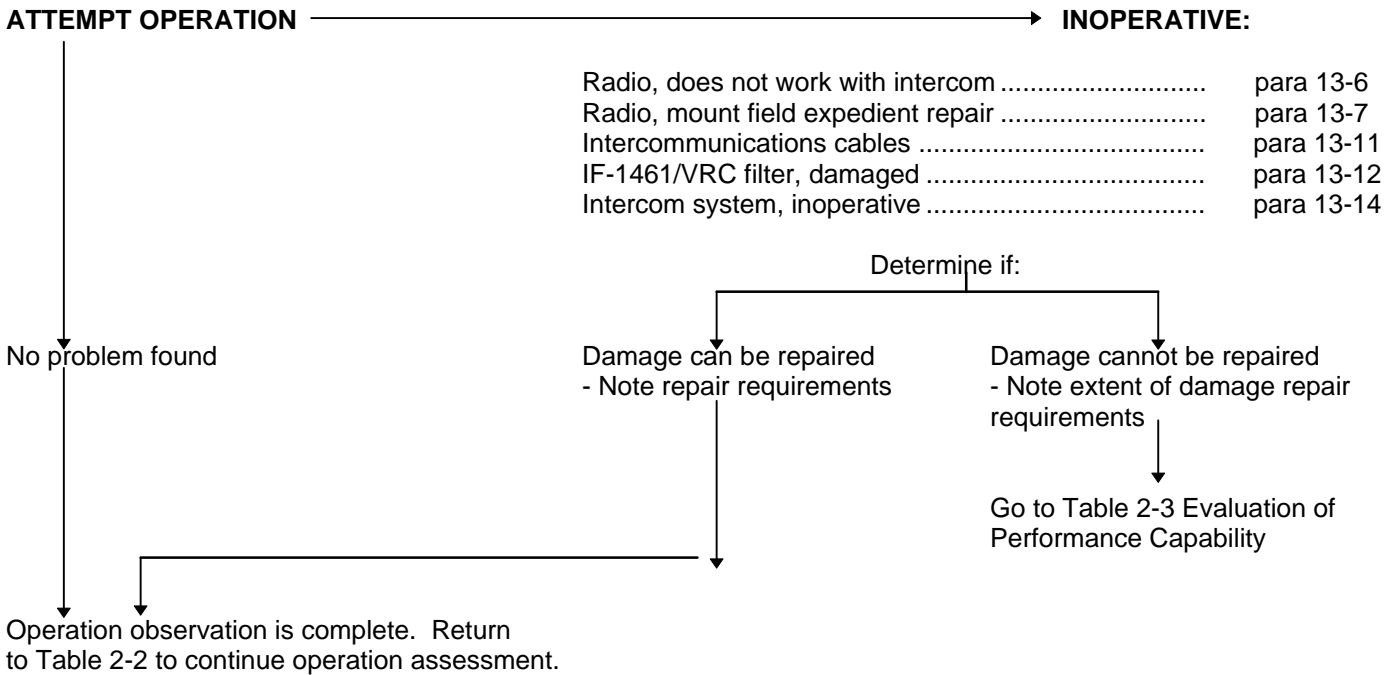 ATTEMPT OPERATION INOPERATIVE:
Radio, does not work with intercom ............................ para 13-6
Radio, mount field expedient repair ............................ para 13-7
Intercommunications cables ....................................... para 13-11
IF-1461/VRC filter, damaged ...................................... para 13-12
Intercom system, inoperative ...................................... para 13-14
Determine if:
No problem found
Damage can be repaired
- Note repair requirements
Damage cannot be repaired
- Note extent of damage repair
requirements
Go to Table 2-3 Evaluation of
Performance Capability
Operation observation is complete. Return
to Table 2-2 to continue operation assessment.